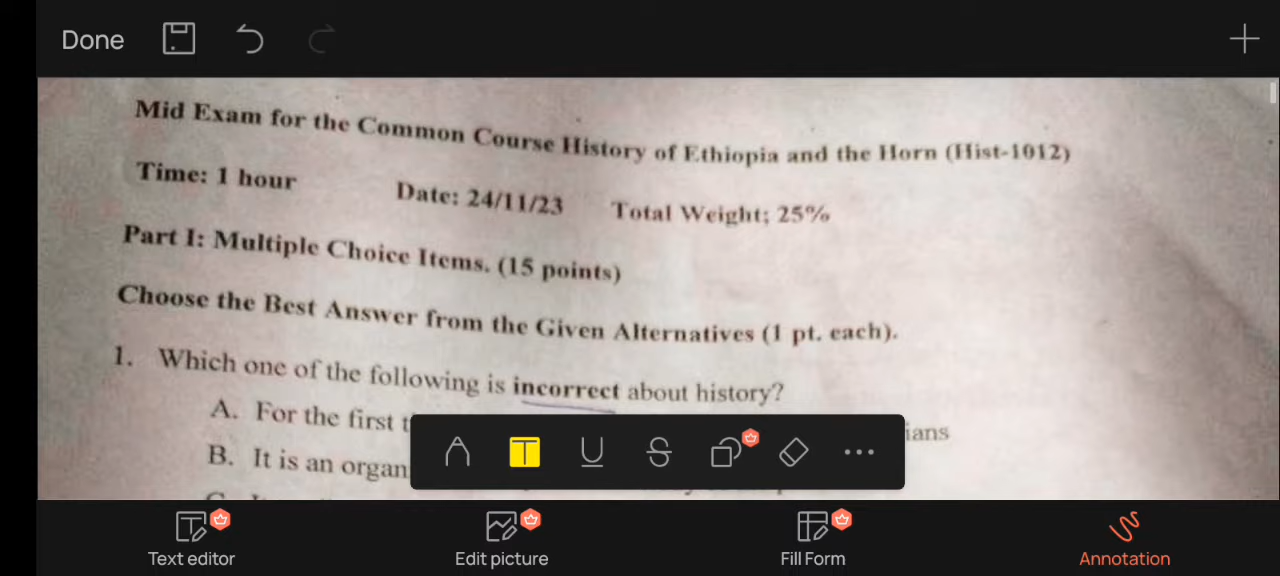 Done
Mid Exam for the Common Course History of Ethiopia and the Horn (Hist-1012)
Time: 1 hour Date: 24/11/23 Total Weight; 25%
Part I: Multiple Choice Items. (15 points)
Choose the Best Answer from the Given Alternatives (1 pt. each).
1. Which one of the following is incorrect about history?
A. For the first
B. It is an
Text editor Edit picture Fill Form Annotation